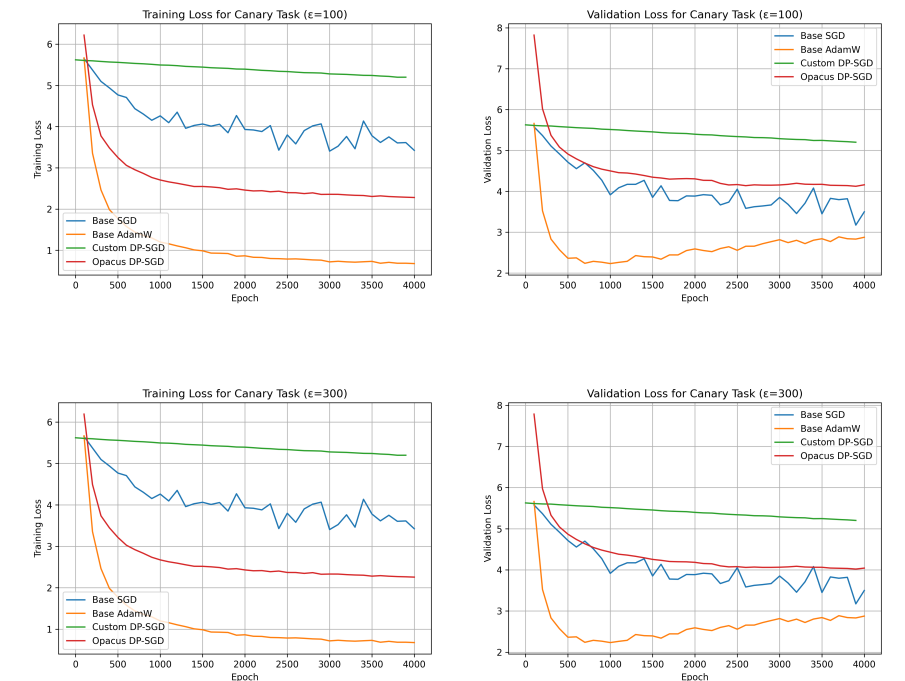 Training Loss for Canary Task (ε=100)
Training Loss
6
5
4
3
2
1
Base SGD
Base AdamW
Custom DP-SGD
Opacus DP-SGD
0 500 1000 1500 2000 2500 3000 3500 4000
Epoch
Validation Loss for Canary Task (ε=100)
Validation Loss
8
7
6
5
4
3
2
Base SGD
Base AdamW
Custom DP-SGD
Opacus DP-SGD
0 500 1000 1500 2000 2500 3000 3500 4000
Epoch
Training Loss for Canary Task (ε=300)
Training Loss
6
5
4
3
2
1
Base SGD
Base AdamW
Custom DP-SGD
Opacus DP-SGD
0 500 1000 1500 2000 2500 3000 3500 4000
Epoch
Validation Loss for Canary Task (ε=300)
Validation Loss
8
7
6
5
4
3
2
Base SGD
Base AdamW
Custom DP-SGD
Opacus DP-SGD
0 500 1000 1500 2000 2500 3000 3500 4000
Epoch